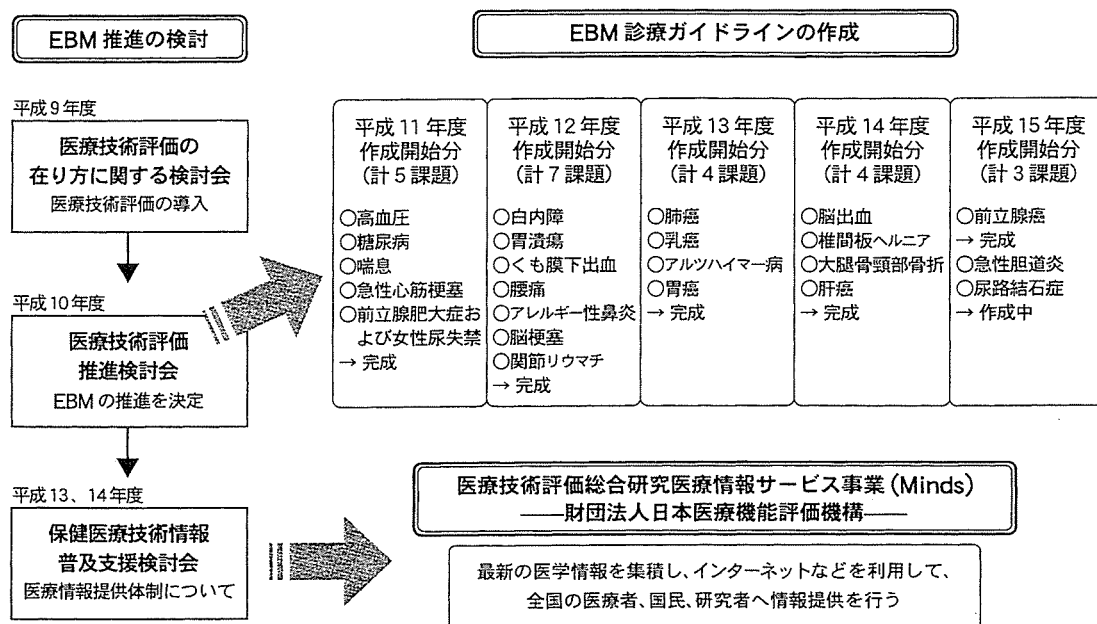 EBM 推進の検討
平成9年度
医療技術評価の
在り方に関する検討会
医療技術評価の導入
平成10年度
医療技術評価
推進検討会
EBM の推進を決定
平成13、14年度
保健医療技術情報
普及支援検討会
医療情報提供体制について
EBM 診療ガイドラインの作成
平成 11 年度
作成開始分
(計 5 課題)
○高血圧
○糖尿病
○喘息
○急性心筋梗塞
○前立腺肥大症お
よび女性尿失禁
→ 完成
平成 12 年度
作成開始分
(計 7 課題)
○白内障
○胃潰瘍
○くも膜下出血
○腰痛
○アレルギー性鼻炎
○脳梗塞
○関節リウマチ
→ 完成
平成 13 年度
作成開始分
(計 4 課題)
○肺癌
○乳癌
○アルツハイマー病
○胃癌
→ 完成
平成 14 年度
作成開始分
(計 4 課題)
○脳出血
○椎間板ヘルニア
○大腿骨頸部骨折
○肝癌
→ 完成
平成 15 年度
作成開始分
(計 3 課題)
○前立腺癌
→ 完成
○急性胆道炎
○尿路結石症
→ 作成中
医療技術評価総合研究医療情報サービス事業 (Minds)
――財団法人日本医療機能評価機構――
最新の医学情報を集積し、インターネットなどを利用して、
全国の医療者、国民、研究者へ情報提供を行う